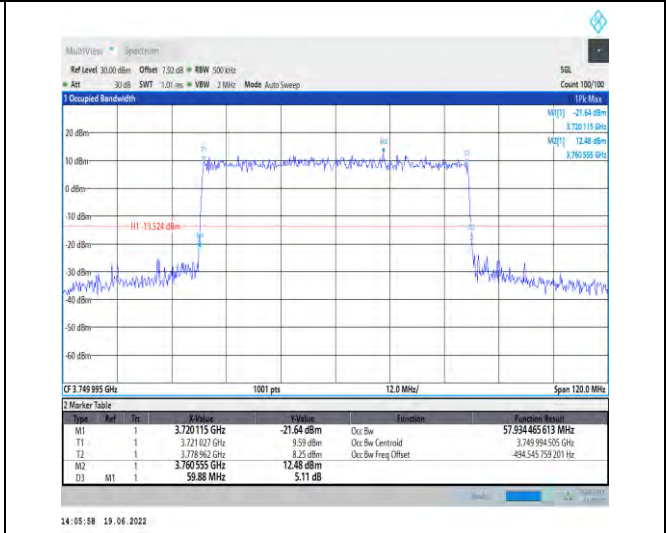 MultiView Spectrum
Ref Level 30.00 dBm Offset 7.92 dB RBW 500 kHz SGL
Att 30 dB SWT 1.01 ms VBW 2 MHz Mode Auto Sweep Count 100/100
1 Occupied Bandwidth 1Pk Max
M1[1] -21.64 dBm
3.720 115 GHz
M2[1] 12.48 dBm
3.760 555 GHz
20 dBm
T1 M2 T2
10 dBm
0 dBm
-10 dBm
H1 -13.524 dBm
-20 dBm
-30 dBm
-40 dBm
-50 dBm
-60 dBm
CF 3.749 995 GHz 1001 pts 12.0 MHz/ Span 120.0 MHz
2 Marker Table
Type Ref Trc X-Value Y-Value Function Function Result
M1 1 3.720 115 GHz -21.64 dBm Occ Bw 57.934 465 613 MHz
T1 1 3.721 027 GHz 9.59 dBm Occ Bw Centroid 3.749 994 505 GHz
T2 1 3.778 962 GHz 8.25 dBm Occ Bw Freq Offset -494.545 759 201 Hz
M2 1 3.760 555 GHz 12.48 dBm
D3 M1 1 59.88 MHz 5.11 dB
14:05:58 19.06.2022